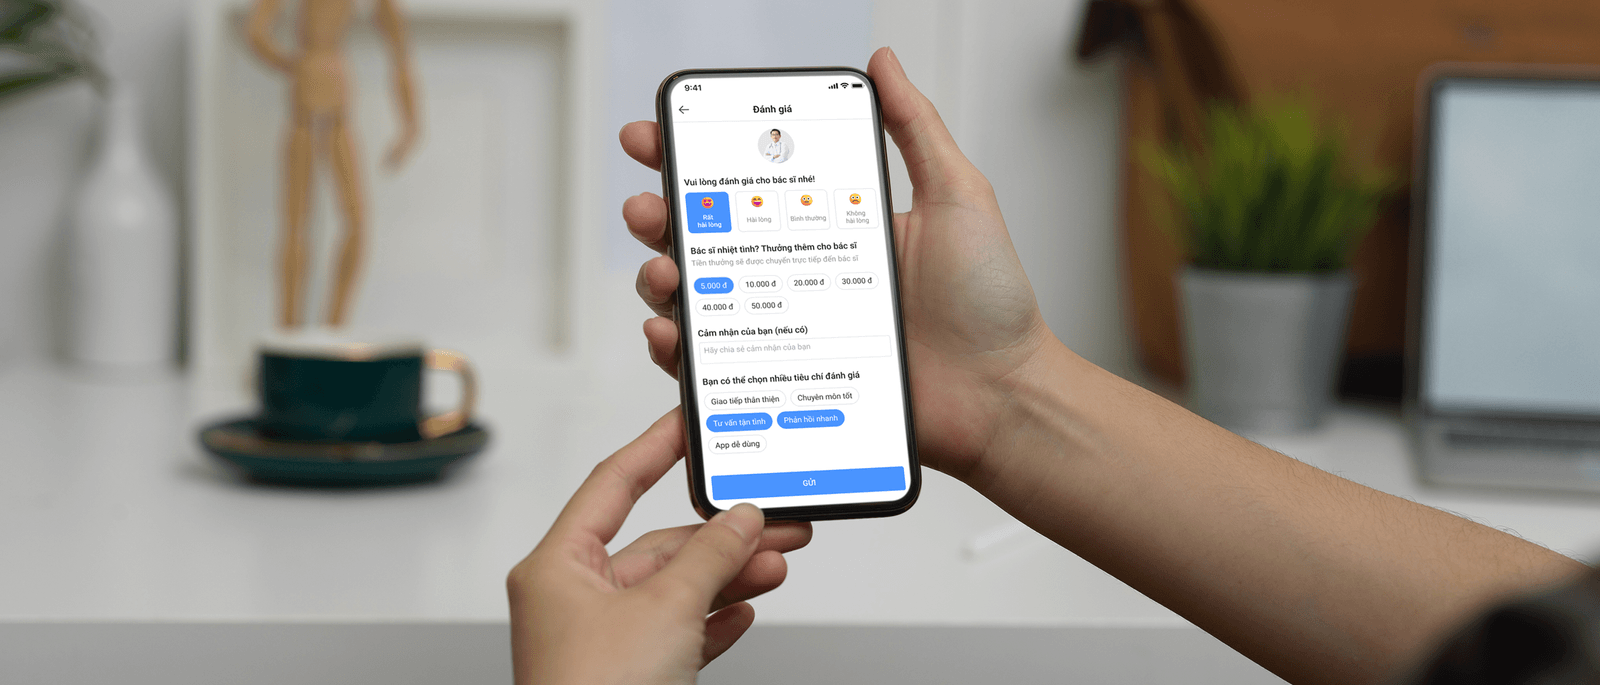 9:41
Đánh giá
Vui lòng đánh giá cho bác sĩ nhé!
Rất
hài lòng
Hài lòng
Bình thường
Không
hài lòng
Bác sĩ nhiệt tình? Thưởng thêm cho bác sĩ
Tiền thưởng sẽ được chuyển trực tiếp đến bác sĩ
5.000 đ
10.000 đ
20.000 đ
30.000 đ
40.000 đ
50.000 đ
Cảm nhận của bạn (nếu có)
Hãy chia sẻ cảm nhận của bạn
Bạn có thể chọn nhiều tiêu chí đánh giá
Giao tiếp thân thiện
Chuyên môn tốt
Tư vấn tận tình
Phản hồi nhanh
App dễ dùng
GỬI